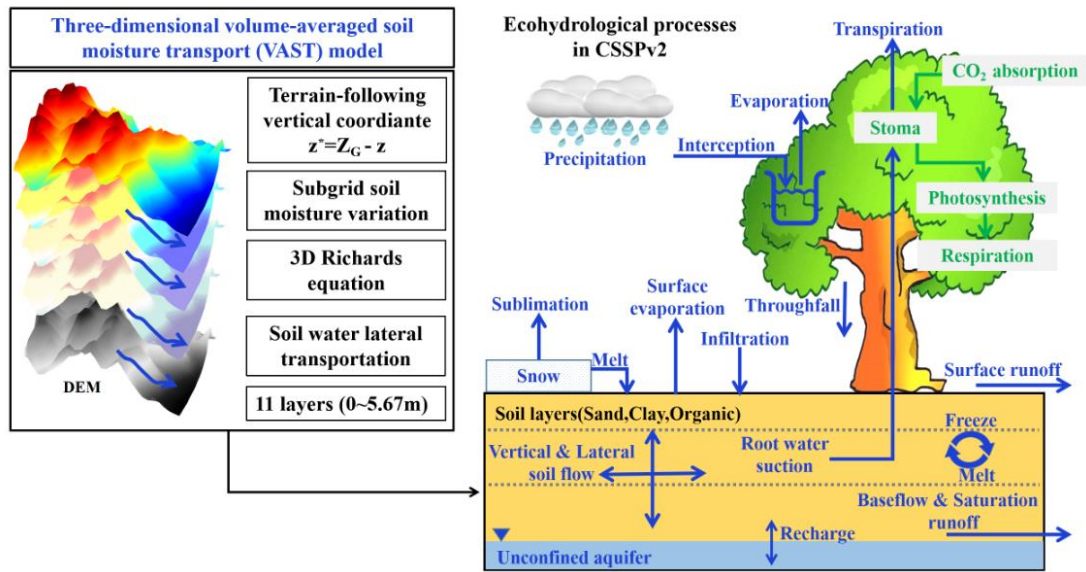 Three-dimensional volume-averaged soil
moisture transport (VAST) model
Terrain-following
vertical coordiante
z*=Z_G - z
Subgrid soil
moisture variation
3D Richards
equation
Soil water lateral
transportation
11 layers (0~5.67m)
DEM
Ecohydrological processes
in CSSPv2
Precipitation
Interception
Evaporation
Transpiration
CO₂ absorption
Stoma
Photosynthesis
Respiration
Throughfall
Sublimation
Snow
Melt
Surface
evaporation
Infiltration
Surface runoff
Soil layers(Sand,Clay,Organic)
Vertical & Lateral
soil flow
Root water
suction
Freeze
Melt
Baseflow & Saturation
runoff
Recharge
Unconfined aquifer